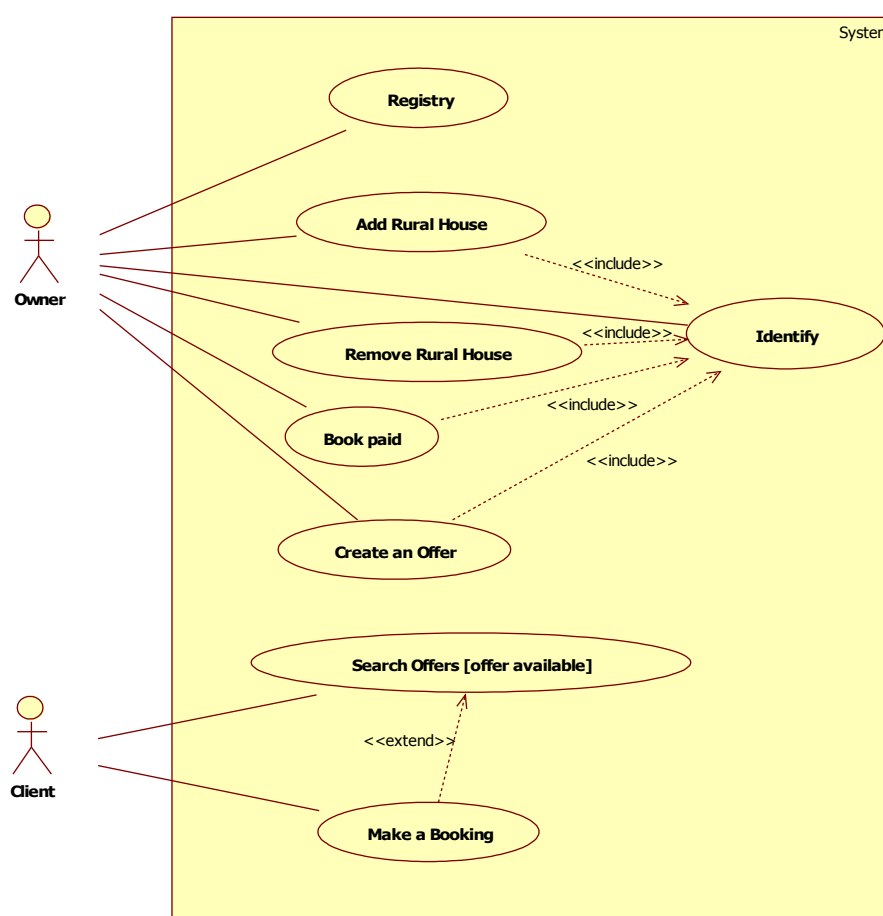 Syster
Registry
Add Rural House
<<include>>
Owner
<<include>>
Identify
Remove Rural House
<<include>>
Book paid
<<include>>
Create an Offer
Search Offers [offer available]
<<extend>>
Client
Make a Booking